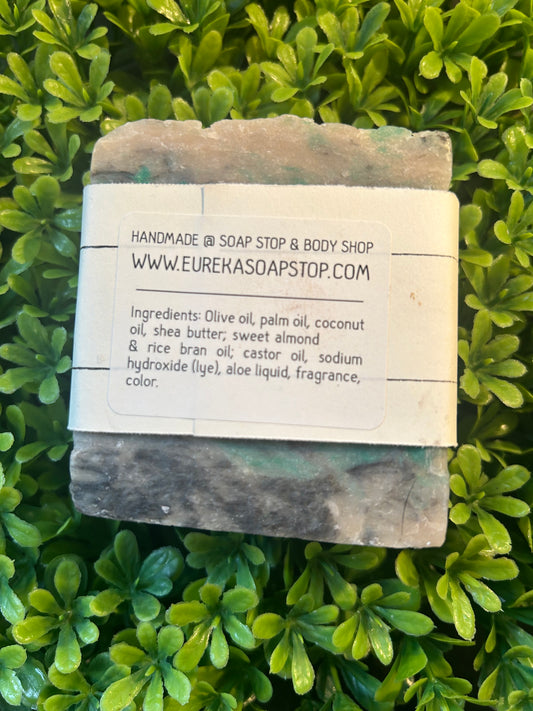 HANDMADE @ SOAP STOP & BODY SHOP
WWW.EUREKASOAPSTOP.COM
Ingredients: Olive oil, palm oil, coconut
oil, shea butter; sweet almond
& rice bran oil; castor oil, sodium
hydroxide (lye), aloe liquid, fragrance,
color.